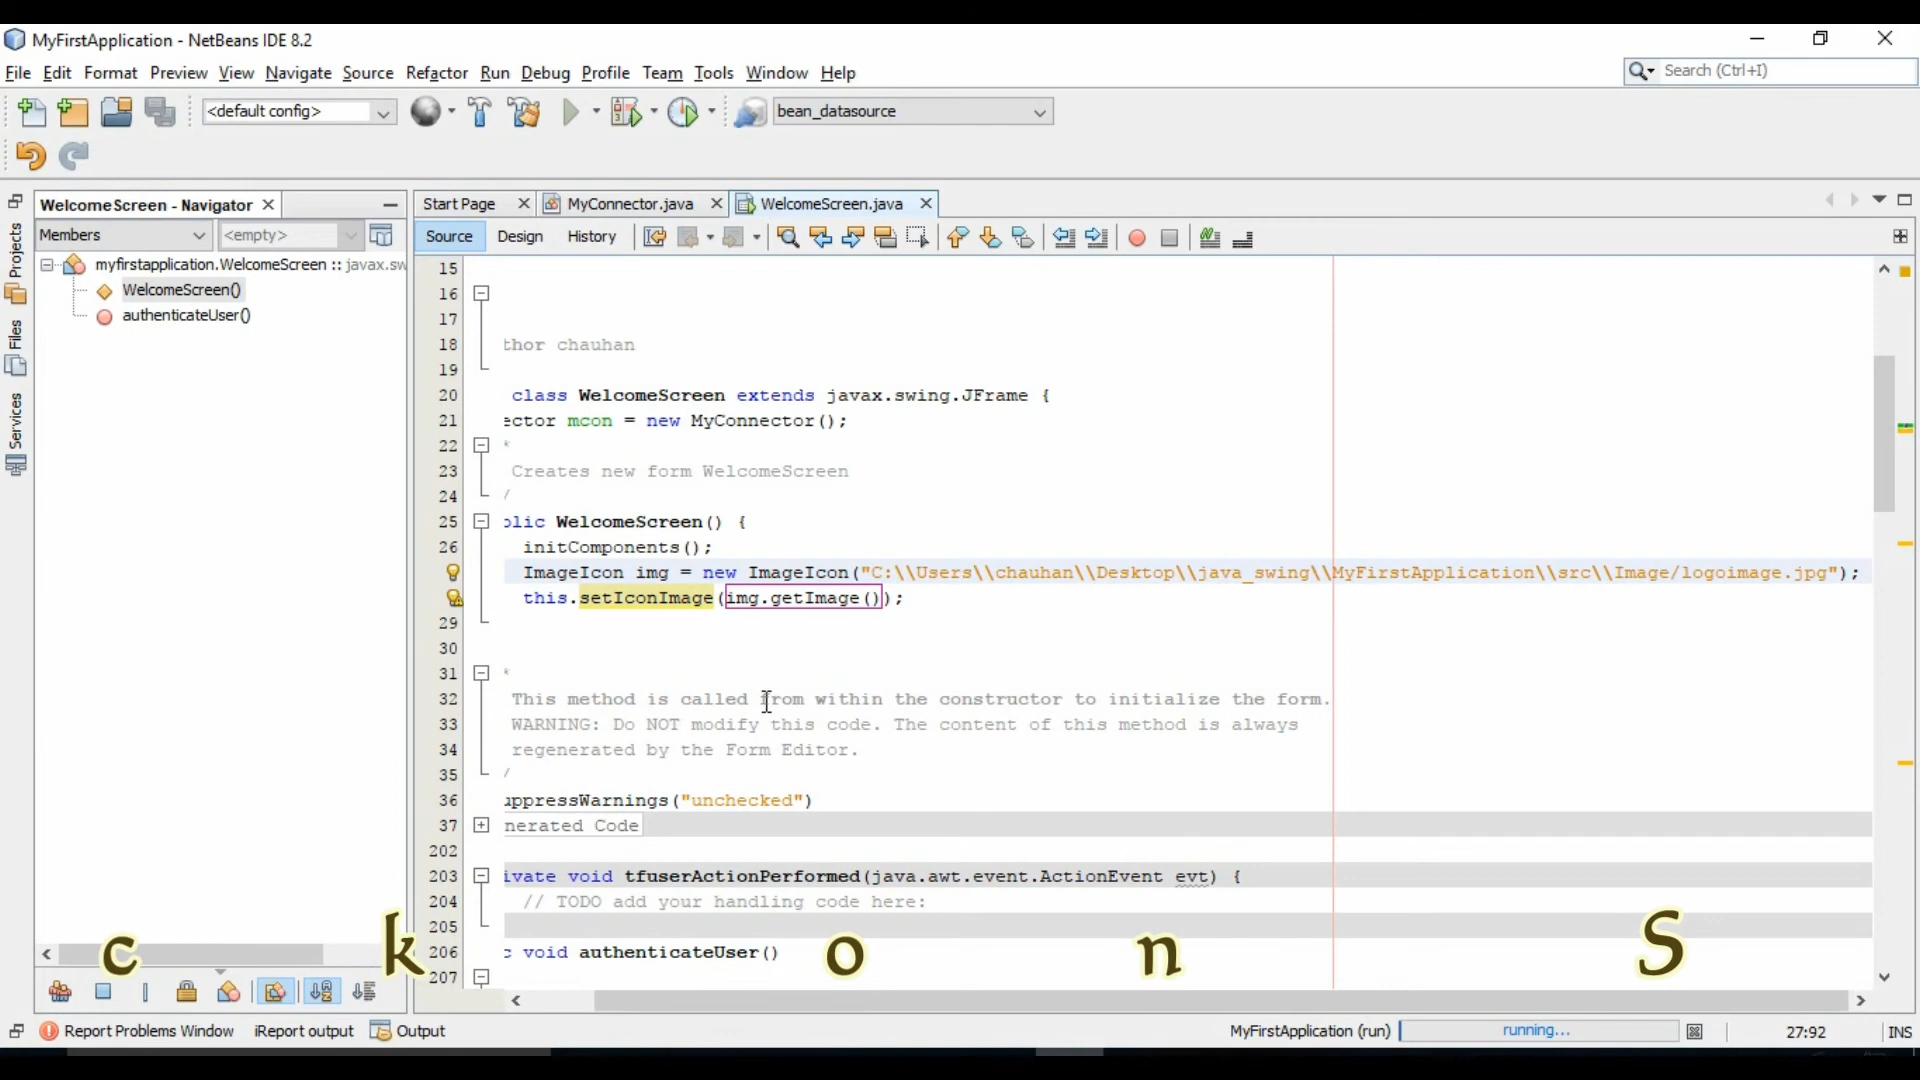 MyFirstApplication - NetBeans IDE 8.2
File Edit Format Preview View Navigate Source Refactor Run Debug Profile Team Tools Window Help
Search (Ctrl+I)
<default config>
bean_datasource
WelcomeScreen - Navigator
Start Page
MyConnector.java
WelcomeScreen.java
Members
<empty>
Source Design History
Projects
Files
Services
myfirstapplication.WelcomeScreen :: javax.sw
WelcomeScreen()
authenticateUser()
15
16
17
18 thor chauhan
19
20 class WelcomeScreen extends javax.swing.JFrame {
21 ector mcon = new MyConnector();
22 *
23 Creates new form WelcomeScreen
24 /
25 blic WelcomeScreen() {
26 initComponents();
ImageIcon img = new ImageIcon("C:\\Users\\chauhan\\Desktop\\java_swing\\MyFirstApplication\\src\\Image/logoimage.jpg");
this.setIconImage(img.getImage());
29
30
31 *
32 This method is called from within the constructor to initialize the form.
33 WARNING: Do NOT modify this code. The content of this method is always
34 regenerated by the Form Editor.
35 /
36 uppressWarnings("unchecked")
37 nerated Code
202
203 ivate void tfuserActionPerformed(java.awt.event.ActionEvent evt) {
204 // TODO add your handling code here:
205
206 c void authenticateUser()
207
c k o n S
Report Problems Window iReport output Output
MyFirstApplication (run) running... 27:92 INS